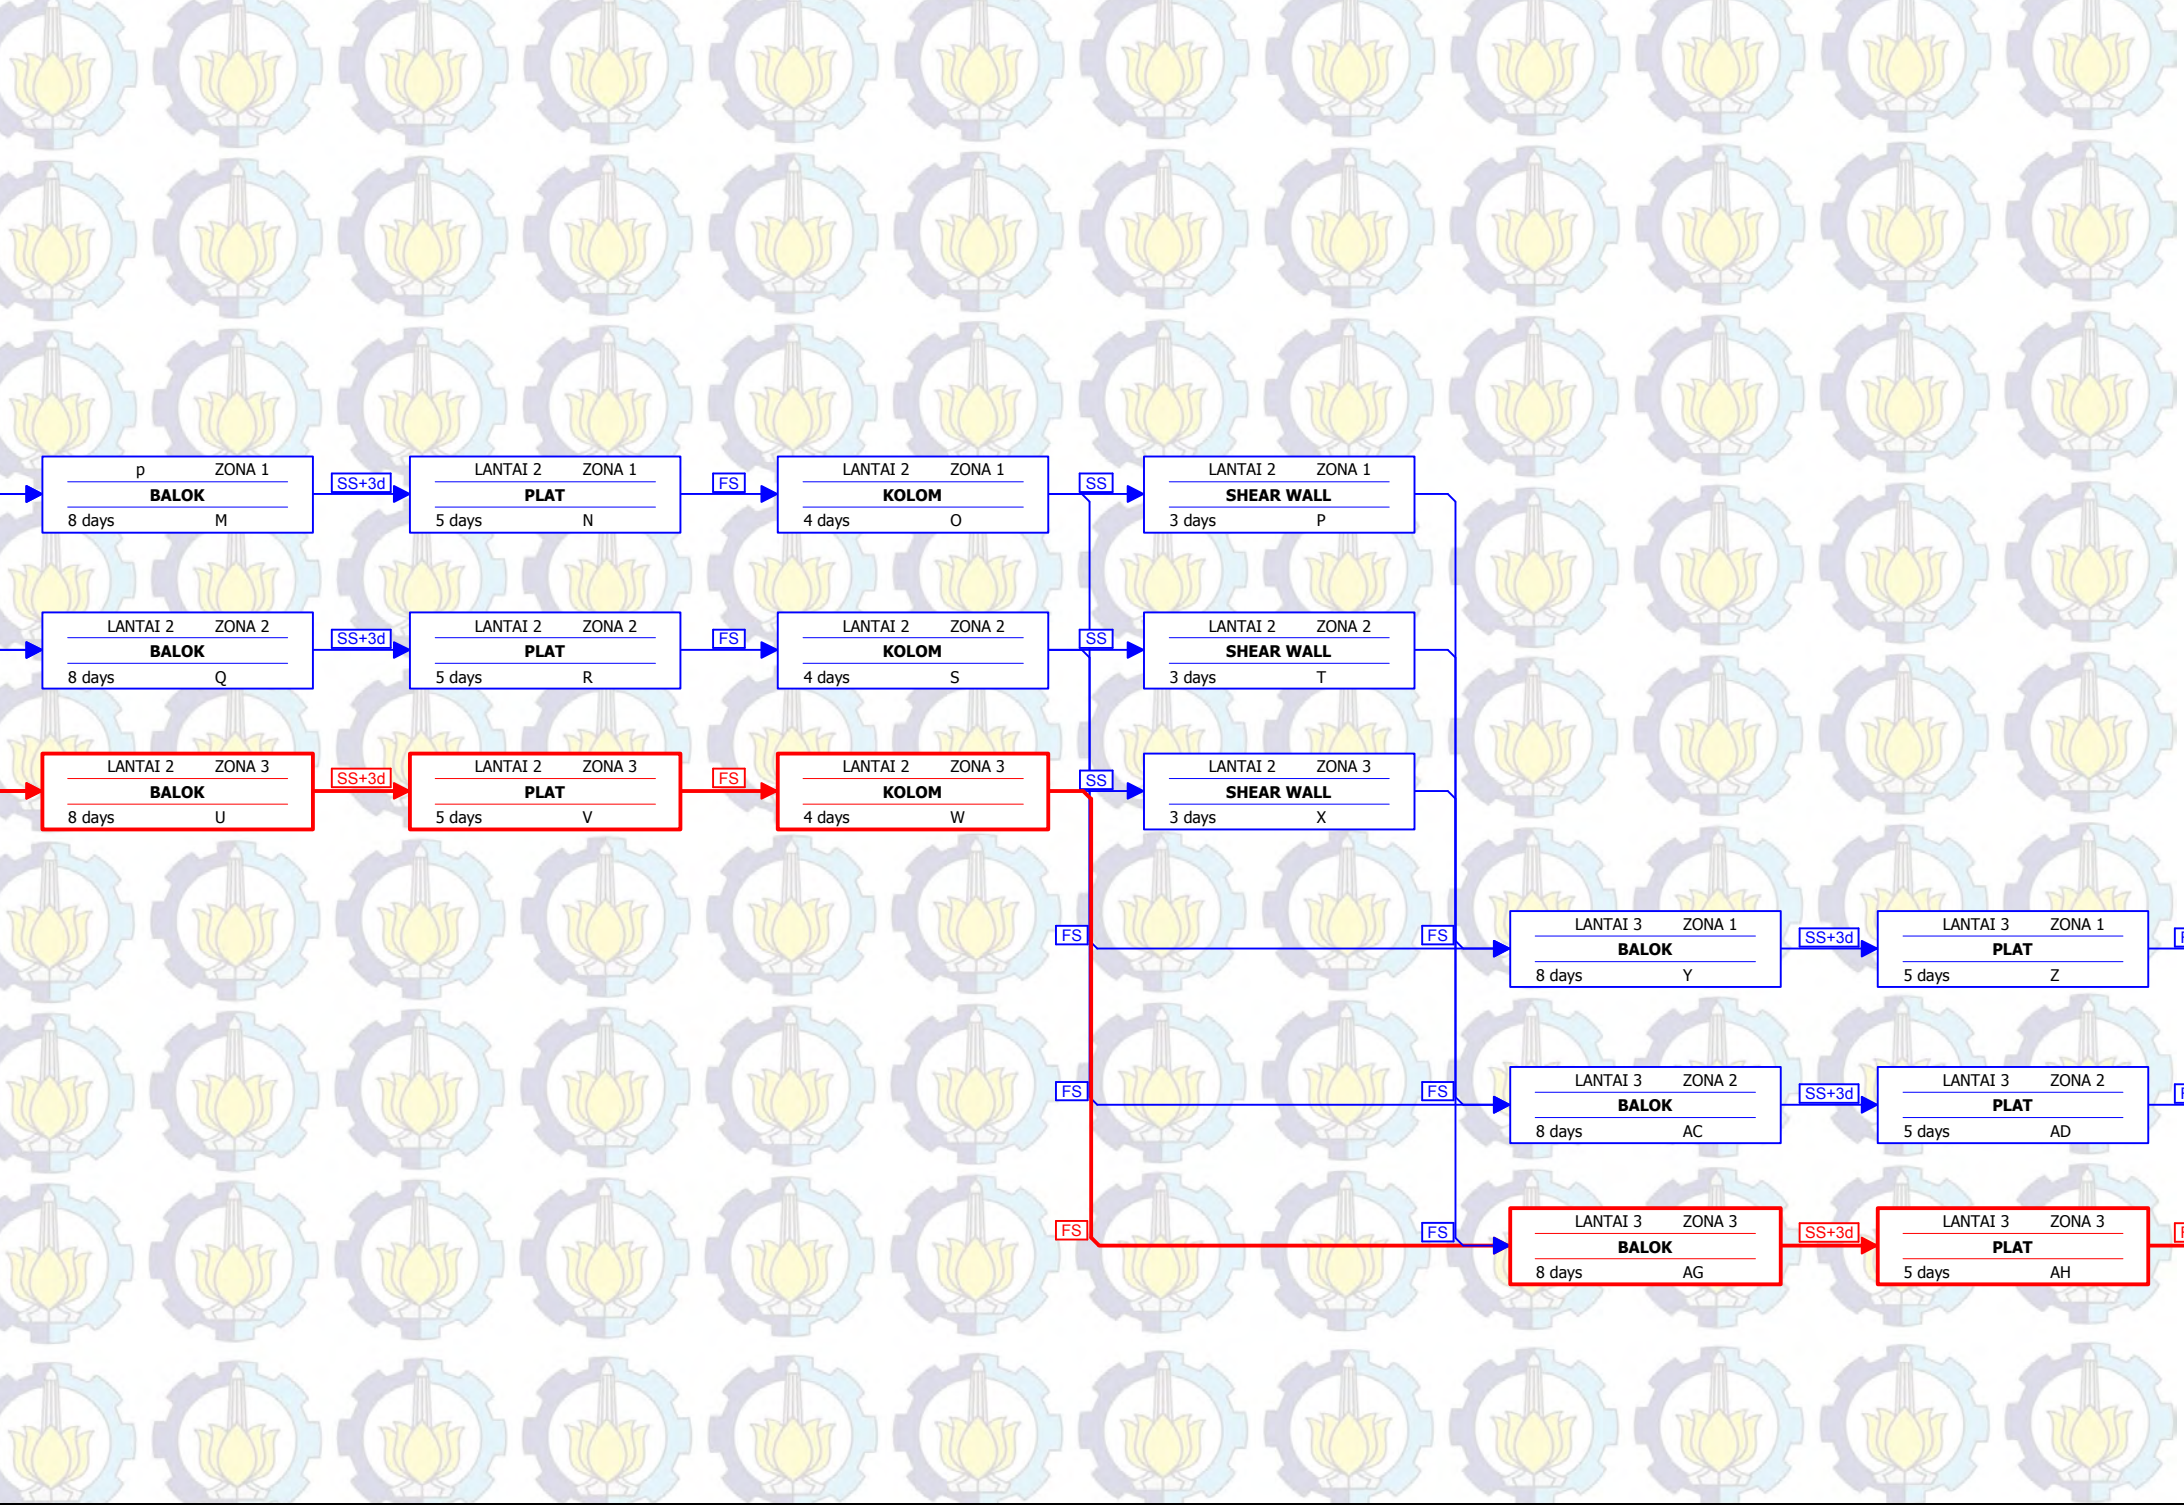 p ZONA 1
BALOK
8 days M
SS+3d
LANTAI 2 ZONA 1
PLAT
5 days N
FS
LANTAI 2 ZONA 1
KOLOM
4 days O
SS
LANTAI 2 ZONA 1
SHEAR WALL
3 days P
LANTAI 2 ZONA 2
BALOK
8 days Q
SS+3d
LANTAI 2 ZONA 2
PLAT
5 days R
FS
LANTAI 2 ZONA 2
KOLOM
4 days S
SS
LANTAI 2 ZONA 2
SHEAR WALL
3 days T
LANTAI 2 ZONA 3
BALOK
8 days U
SS+3d
LANTAI 2 ZONA 3
PLAT
5 days V
FS
LANTAI 2 ZONA 3
KOLOM
4 days W
SS
LANTAI 2 ZONA 3
SHEAR WALL
3 days X
FS
FS
LANTAI 3 ZONA 1
BALOK
8 days Y
SS+3d
LANTAI 3 ZONA 1
PLAT
5 days Z
FS
FS
LANTAI 3 ZONA 2
BALOK
8 days AC
SS+3d
LANTAI 3 ZONA 2
PLAT
5 days AD
FS
FS
LANTAI 3 ZONA 3
BALOK
8 days AG
SS+3d
LANTAI 3 ZONA 3
PLAT
5 days AH